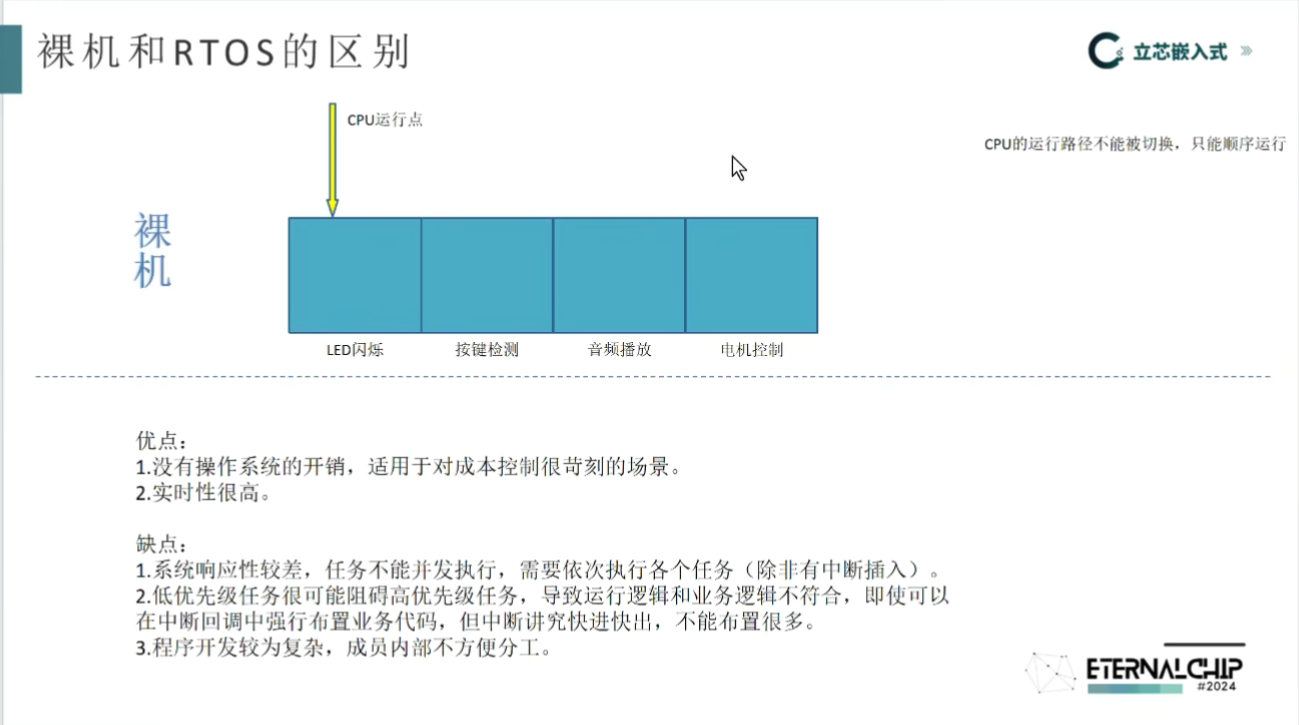 裸机和RTOS的区别
立芯嵌入式
CPU运行点
CPU的运行路径不能被切换，只能顺序运行
裸
机
LED闪烁
按键检测
音频播放
电机控制
优点：
1.没有操作系统的开销，适用于对成本控制很苛刻的场景。
2.实时性很高。
缺点：
1.系统响应性较差，任务不能并发执行，需要依次执行各个任务（除非有中断插入）。
2.低优先级任务很可能阻碍高优先级任务，导致运行逻辑和业务逻辑不符合，即使可以
在中断回调中强行布置业务代码，但中断讲究快进快出，不能布置很多。
3.程序开发较为复杂，成员内部不方便分工。
ETERNALCHIP
#2024